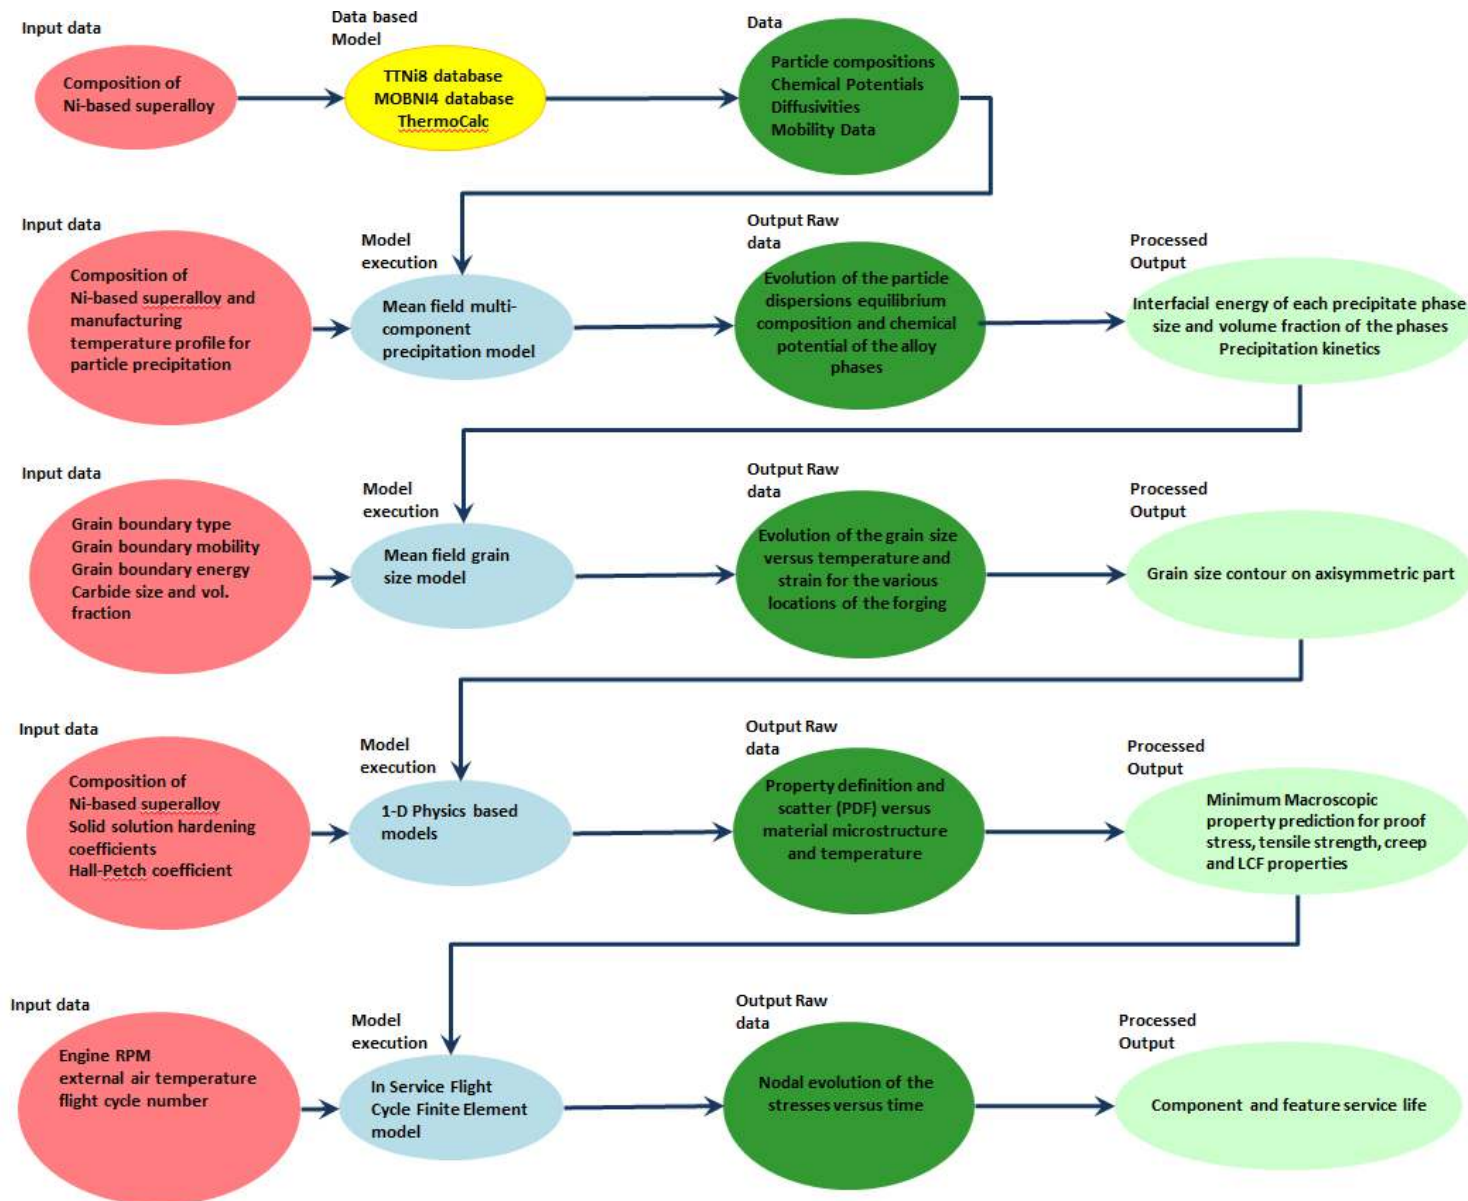 Input data
Data based
Model
Data
Composition of
Ni-based superalloy
TTNi8 database
MOBNI4 database
ThermoCalc
Particle compositions
Chemical Potentials
Diffusivities
Mobility Data
Input data
Model
execution
Output Raw
data
Processed
Output
Composition of
Ni-based superalloy and
manufacturing
temperature profile for
particle precipitation
Mean field multi-
component
precipitation model
Evolution of the particle
dispersions equilibrium
composition and chemical
potential of the alloy
phases
Interfacial energy of each precipitate phase
size and volume fraction of the phases
Precipitation kinetics
Input data
Model
execution
Output Raw
data
Processed
Output
Grain boundary type
Grain boundary mobility
Grain boundary energy
Carbide size and vol.
fraction
Mean field grain
size model
Evolution of the grain size
versus temperature and
strain for the various
locations of the forging
Grain size contour on axisymmetric part
Input data
Model
execution
Output Raw
data
Processed
Output
Composition of
Ni-based superalloy
Solid solution hardening
coefficients
Hall-Petch coefficient
1-D Physics based
models
Property definition and
scatter (PDF) versus
material microstructure
and temperature
Minimum Macroscopic
property prediction for proof
stress, tensile strength, creep
and LCF properties
Input data
Model
execution
Output Raw
data
Processed
Output
Engine RPM
external air temperature
flight cycle number
In Service Flight
Cycle Finite Element
model
Nodal evolution of the
stresses versus time
Component and feature service life